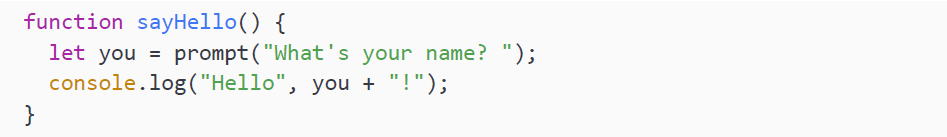 function sayHello() {
  let you = prompt("What's your name? ");
  console.log("Hello", you + "!");
}